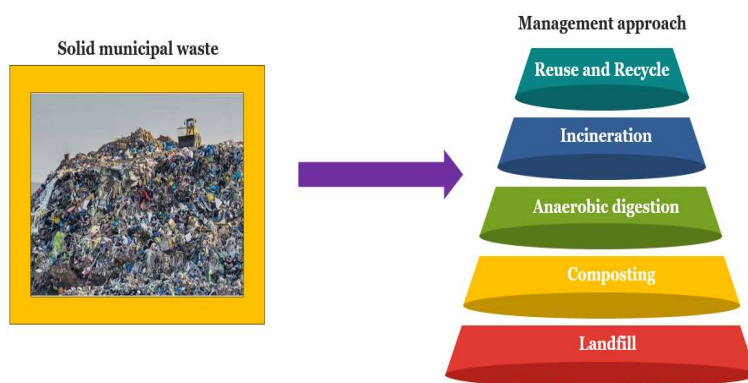 Solid municipal waste
Management approach
Reuse and Recycle
Incineration
Anaerobic digestion
Composting
Landfill